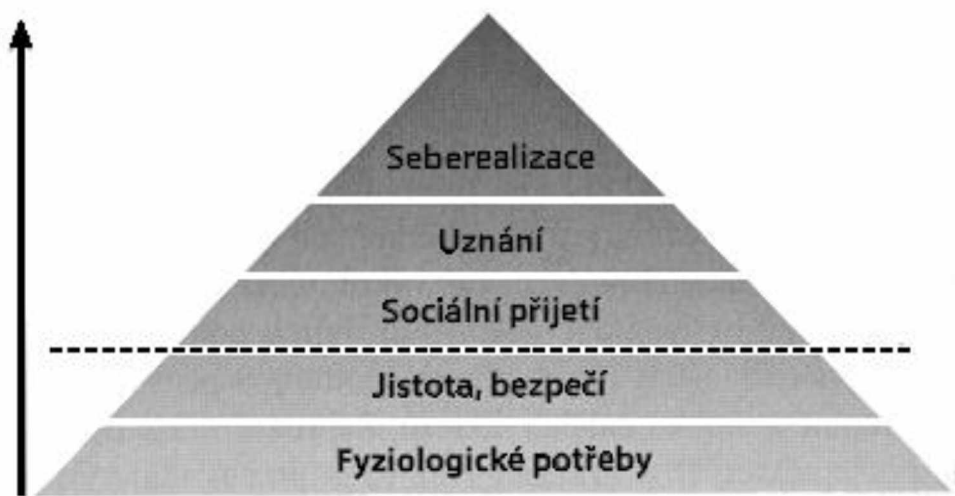 Seberealizace
Uznání
Sociální přijetí
Jistota, bezpečí
Fyziologické potřeby